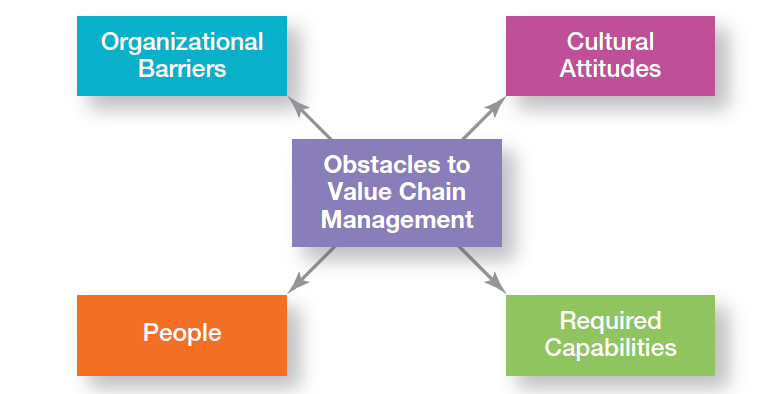 Organizational
Barriers
Cultural
Attitudes
Obstacles to
Value Chain
Management
People
Required
Capabilities